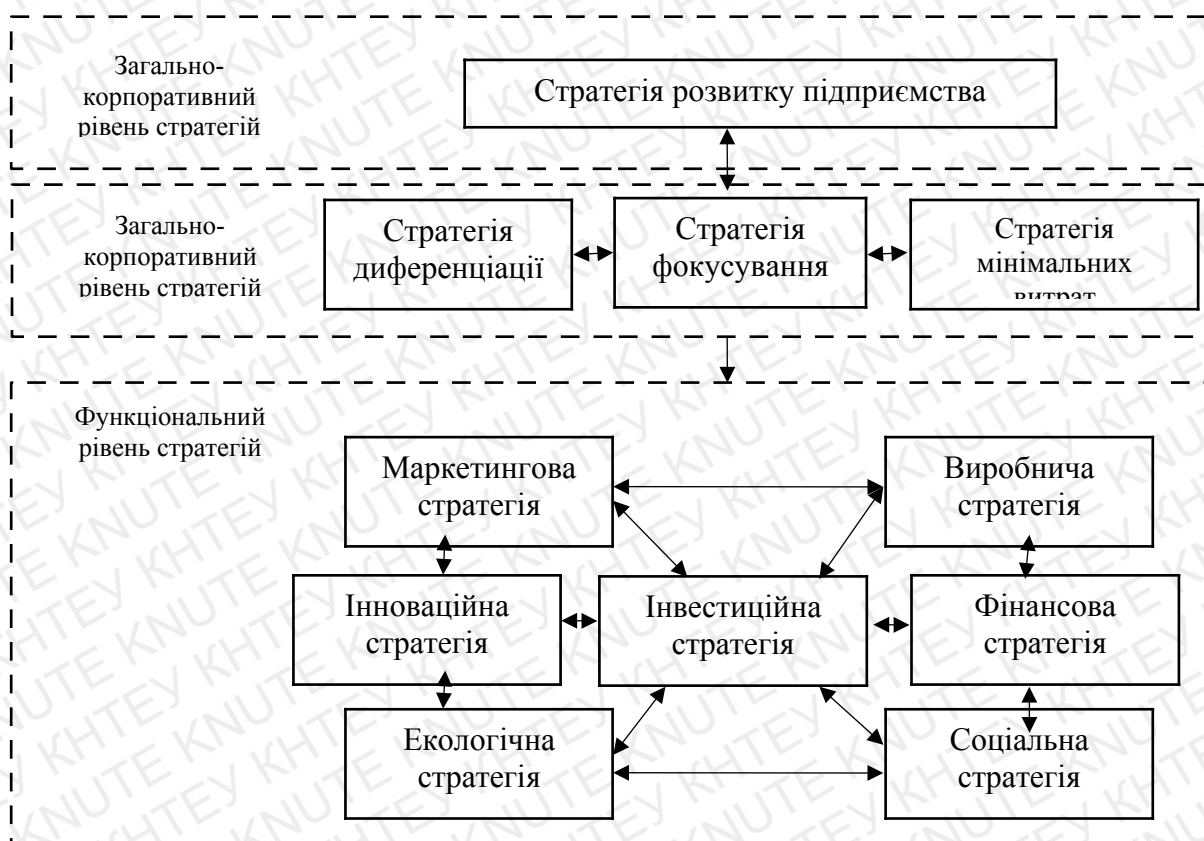 Загально-
корпоративний
рівень стратегій
Стратегія розвитку підприємства
Загально-
корпоративний
рівень стратегій
Стратегія
диференціації
Стратегія
фокусування
Стратегія
мінімальних
витрат
Функціональний
рівень стратегій
Маркетингова
стратегія
Виробнича
стратегія
Інноваційна
стратегія
Інвестиційна
стратегія
Фінансова
стратегія
Екологічна
стратегія
Соціальна
стратегія